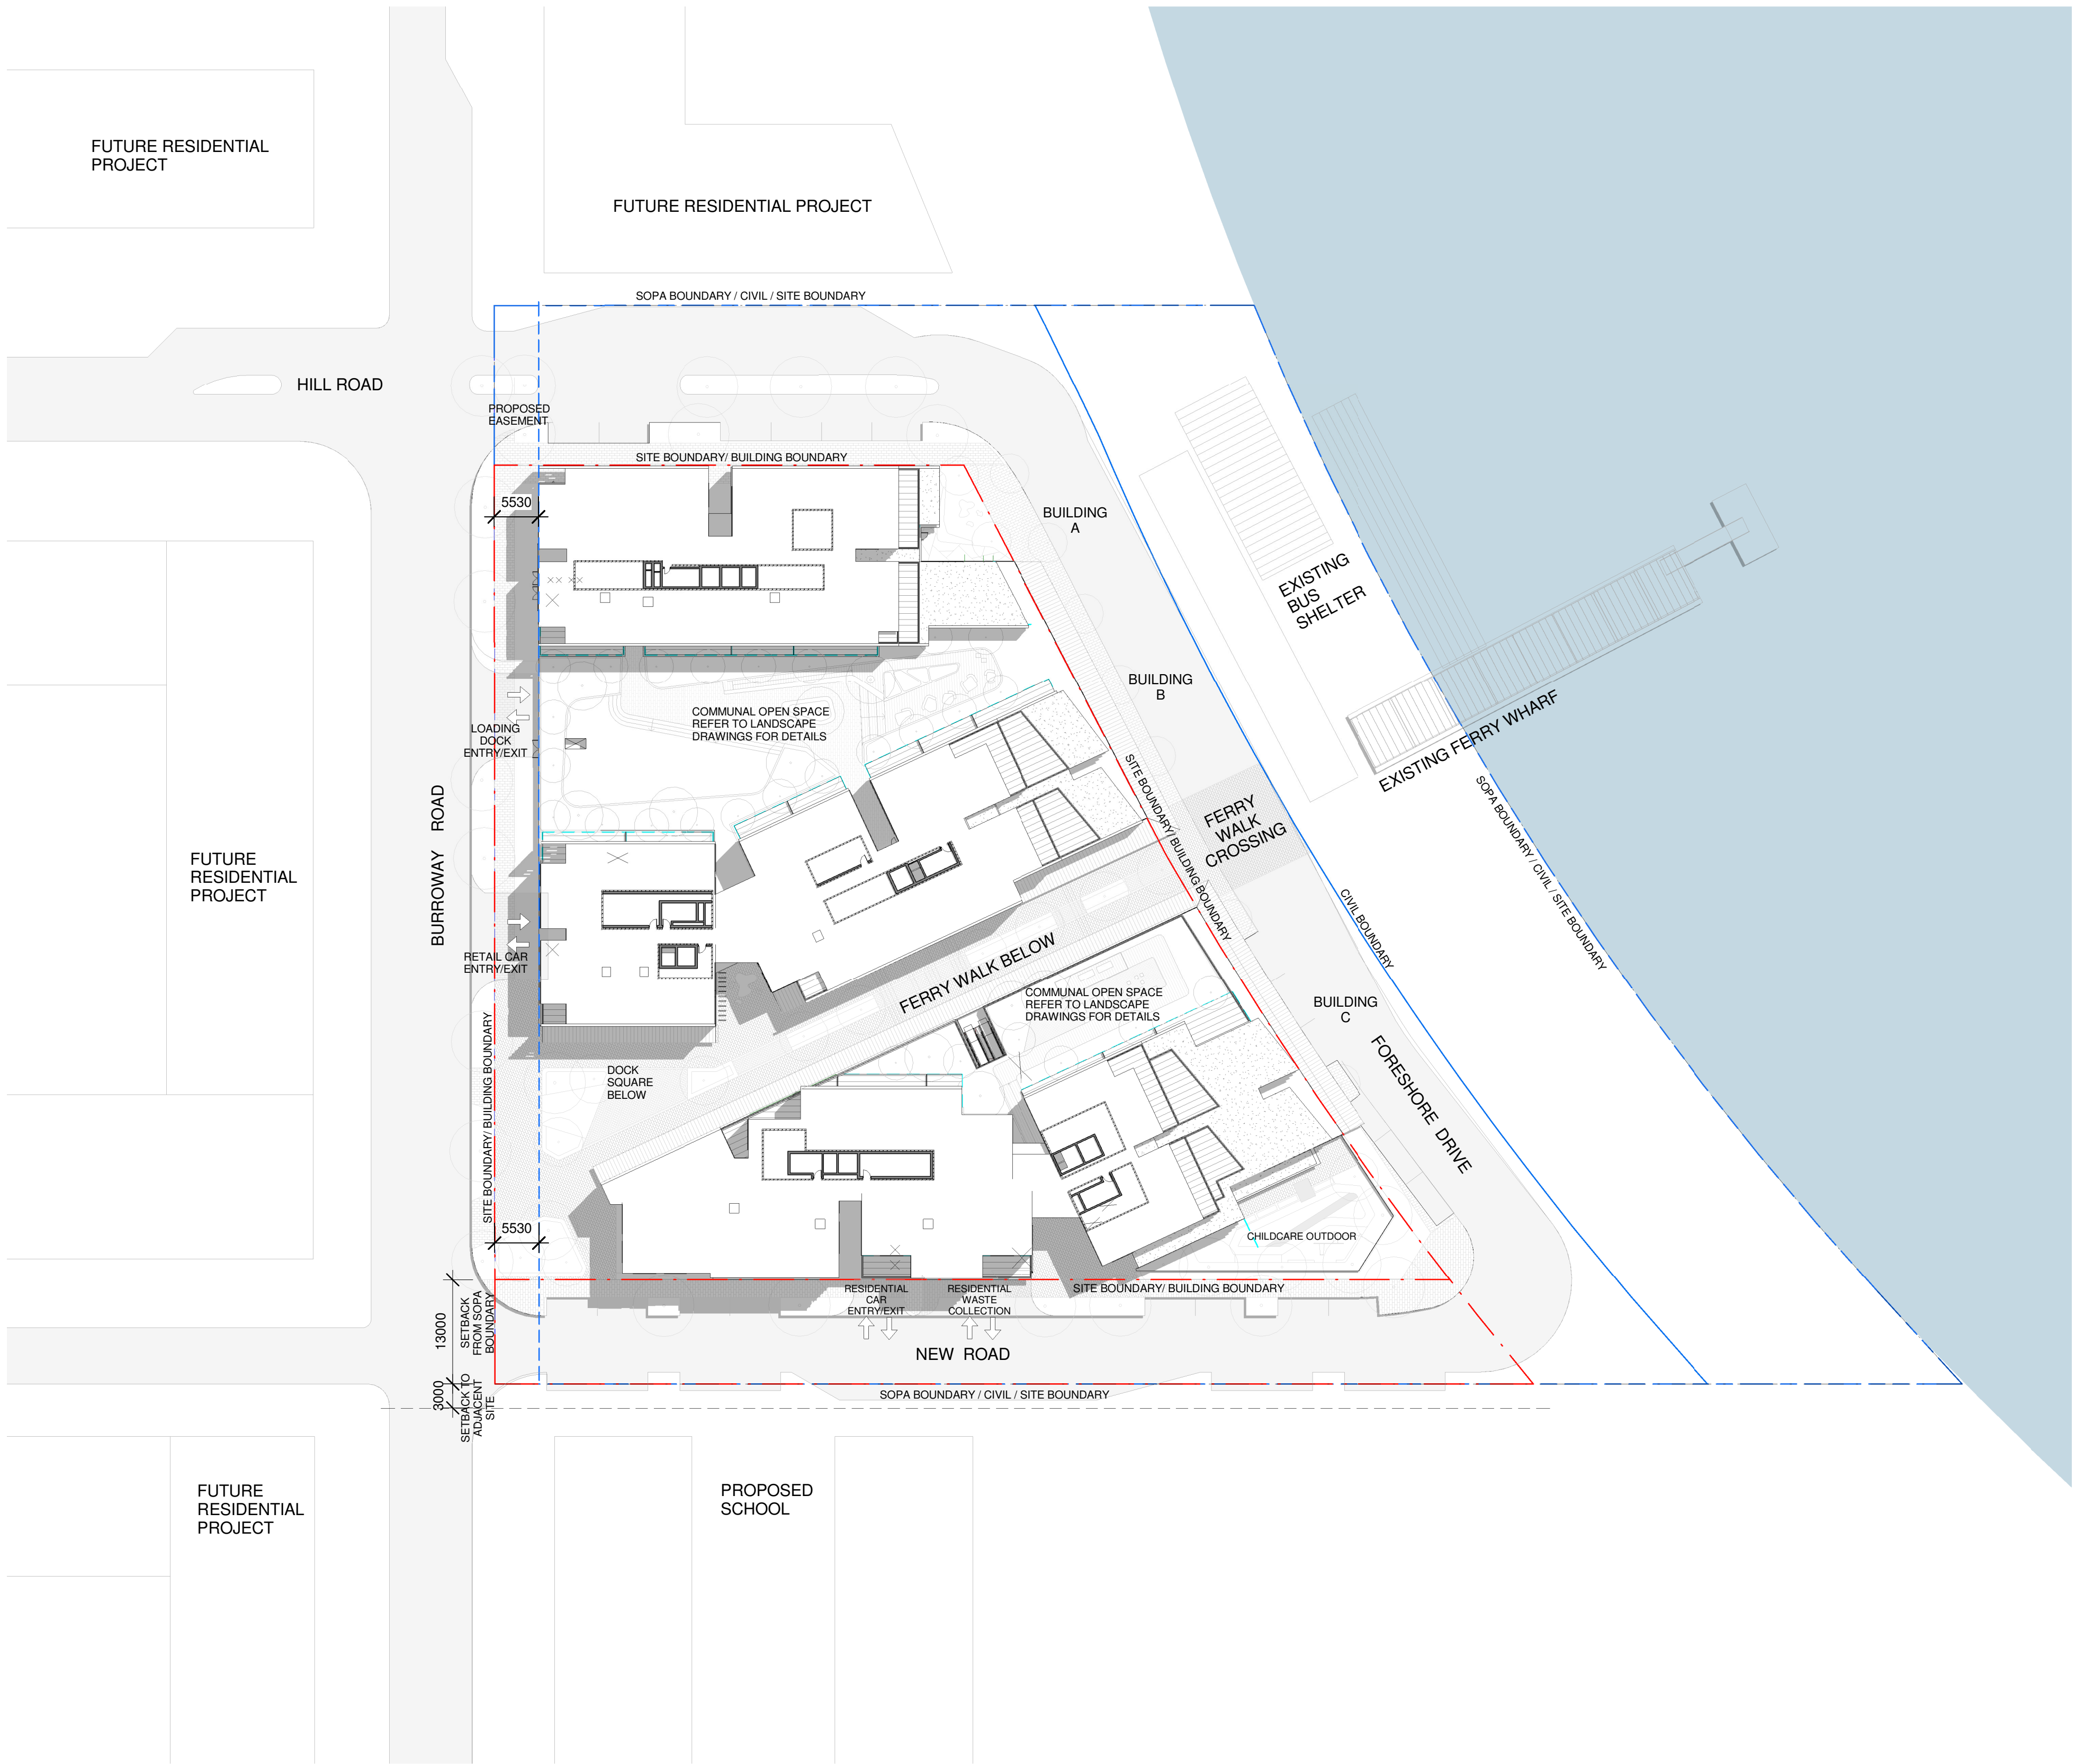 FUTURE RESIDENTIAL
PROJECT
FUTURE RESIDENTIAL PROJECT
SOPA BOUNDARY / CIVIL / SITE BOUNDARY
HILL ROAD
PROPOSED
EASEMENT
SITE BOUNDARY/ BUILDING BOUNDARY
5530
BUILDING
A
EXISTING
BUS
SHELTER
BUILDING
B
EXISTING FERRY WHARF
COMMUNAL OPEN SPACE
REFER TO LANDSCAPE
DRAWINGS FOR DETAILS
LOADING
DOCK
ENTRY/EXIT
SITE BOUNDARY/ BUILDING BOUNDARY
FERRY
WALK
CROSSING
SOPA BOUNDARY / CIVIL / SITE BOUNDARY
BURROWAY ROAD
FUTURE
RESIDENTIAL
PROJECT
CIVIL BOUNDARY
RETAIL CAR
ENTRY/EXIT
FERRY WALK BELOW
COMMUNAL OPEN SPACE
REFER TO LANDSCAPE
DRAWINGS FOR DETAILS
BUILDING
C
FORESHORE DRIVE
SITE BOUNDARY/ BUILDING BOUNDARY
DOCK
SQUARE
BELOW
5530
CHILDCARE OUTDOOR
RESIDENTIAL
CAR
ENTRY/EXIT
RESIDENTIAL
WASTE
COLLECTION
SITE BOUNDARY/ BUILDING BOUNDARY
13000
SETBACK
FROM SOPA
BOUNDARY
NEW ROAD
3000
SETBACK TO
ADJACENT
SITE
SOPA BOUNDARY / CIVIL / SITE BOUNDARY
FUTURE
RESIDENTIAL
PROJECT
PROPOSED
SCHOOL